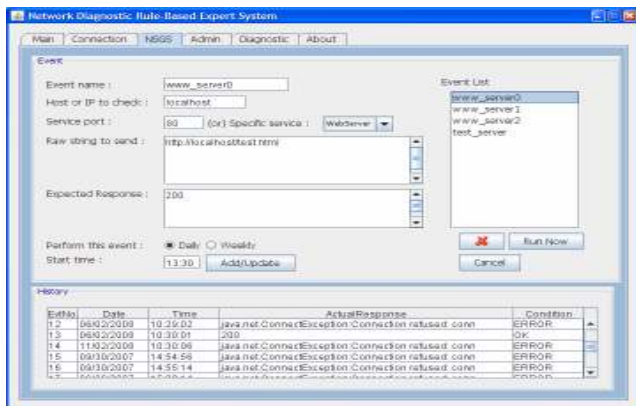 Network Diagnostic Rule-Based Expert System
Main Connection NSGS Admin Diagnostic About
Event
Event name :
www_server0
Host or IP to check :
localhost
Service port :
80
(or) Specific service :
WebServer
Raw string to send :
http://localhost/test.html/
Expected Response :
200
Perform this event :
Daily
Weekly
Start time :
13:30
Add/Update
Event List
www_server0
www_server1
www_server2
test_server
Run Now
Cancel
History
EvtNo Date Time ActualResponse Condition
12 06/02/2008 10:29:02 java.net.ConnectException:Connection refused: conn ERROR
13 06/02/2008 10:30:01 200 OK
14 11/02/2008 10:30:06 java.net.ConnectException:Connection refused: conn ERROR
15 09/30/2007 14:54:56 java.net.ConnectException:Connection refused: conn ERROR
16 09/30/2007 14:55:14 java.net.ConnectException:Connection refused: conn ERROR